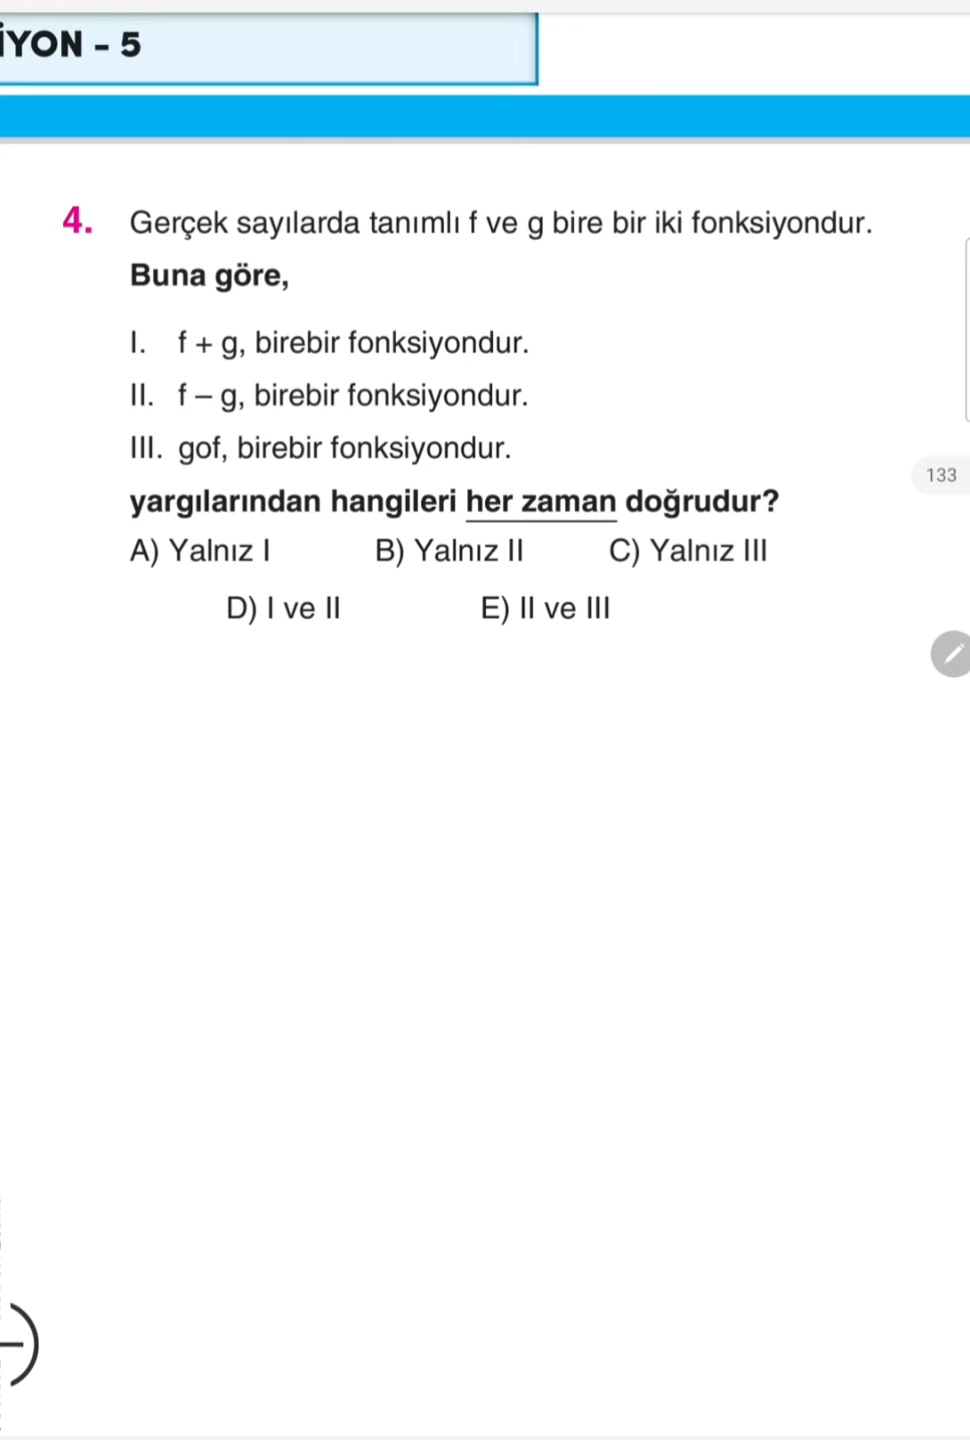 İYON - 5
4. Gerçek sayılarda tanımlı f ve g bire bir iki fonksiyondur.
Buna göre,
I. f + g, birebir fonksiyondur.
II. f – g, birebir fonksiyondur.
III. gof, birebir fonksiyondur.
133
yargılarından hangileri her zaman doğrudur?
A) Yalnız I B) Yalnız II C) Yalnız III
D) I ve II E) II ve III